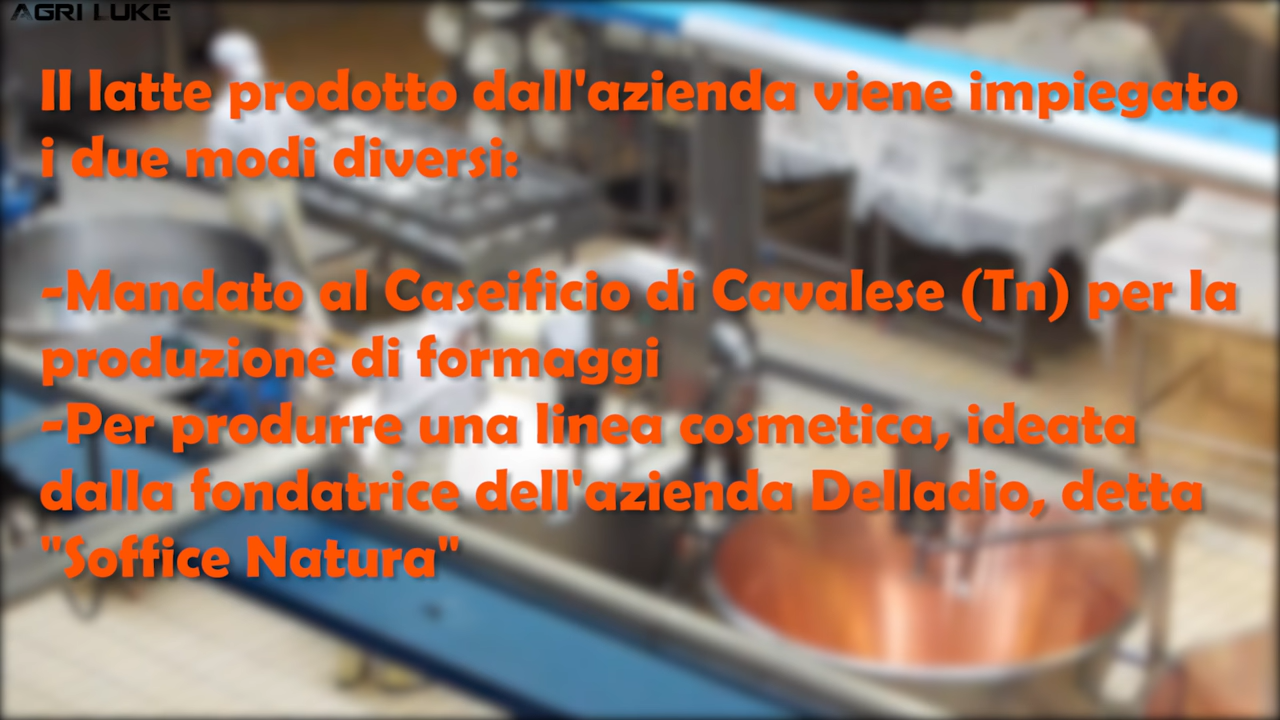 AGRI LUKE
Il latte prodotto dall'azienda viene impiegato
i due modi diversi:
-Mandato al Caseificio di Cavalese (Tn) per la
produzione di formaggi
-Per produrre una linea cosmetica, ideata
dalla fondatrice dell'azienda Delladio, detta
"Soffice Natura"